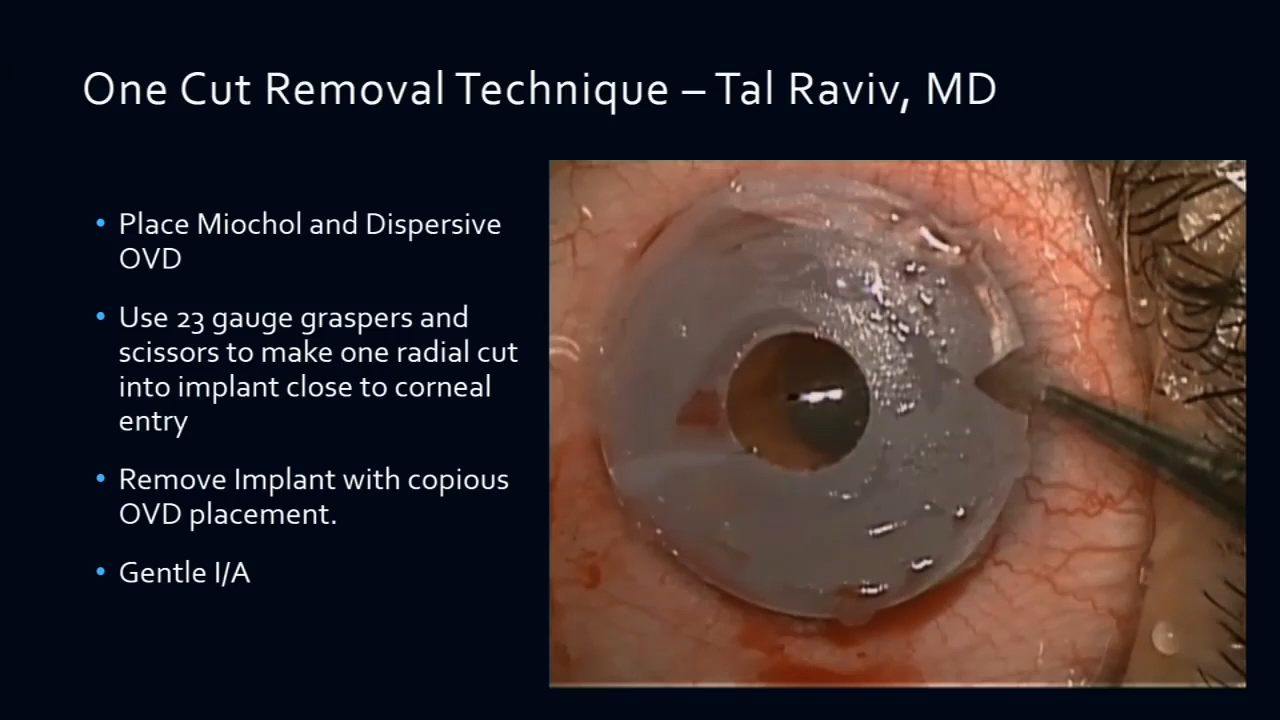 One Cut Removal Technique – Tal Raviv, MD
• Place Miochol and Dispersive
OVD
• Use 23 gauge graspers and
scissors to make one radial cut
into implant close to corneal
entry
• Remove Implant with copious
OVD placement.
• Gentle I/A